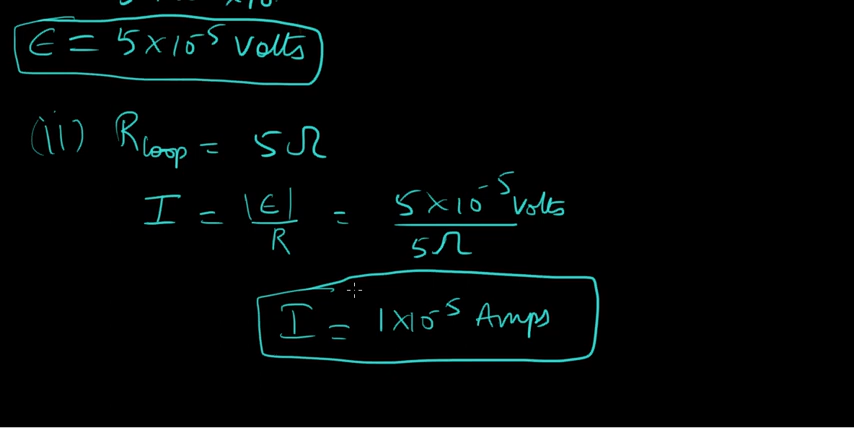 ϵ = 5×10⁻⁵ Volts
(ii) R_loop = 5Ω
I = |ϵ|/R = 5×10⁻⁵ Volts/5Ω
I = 1×10⁻⁵ Amps